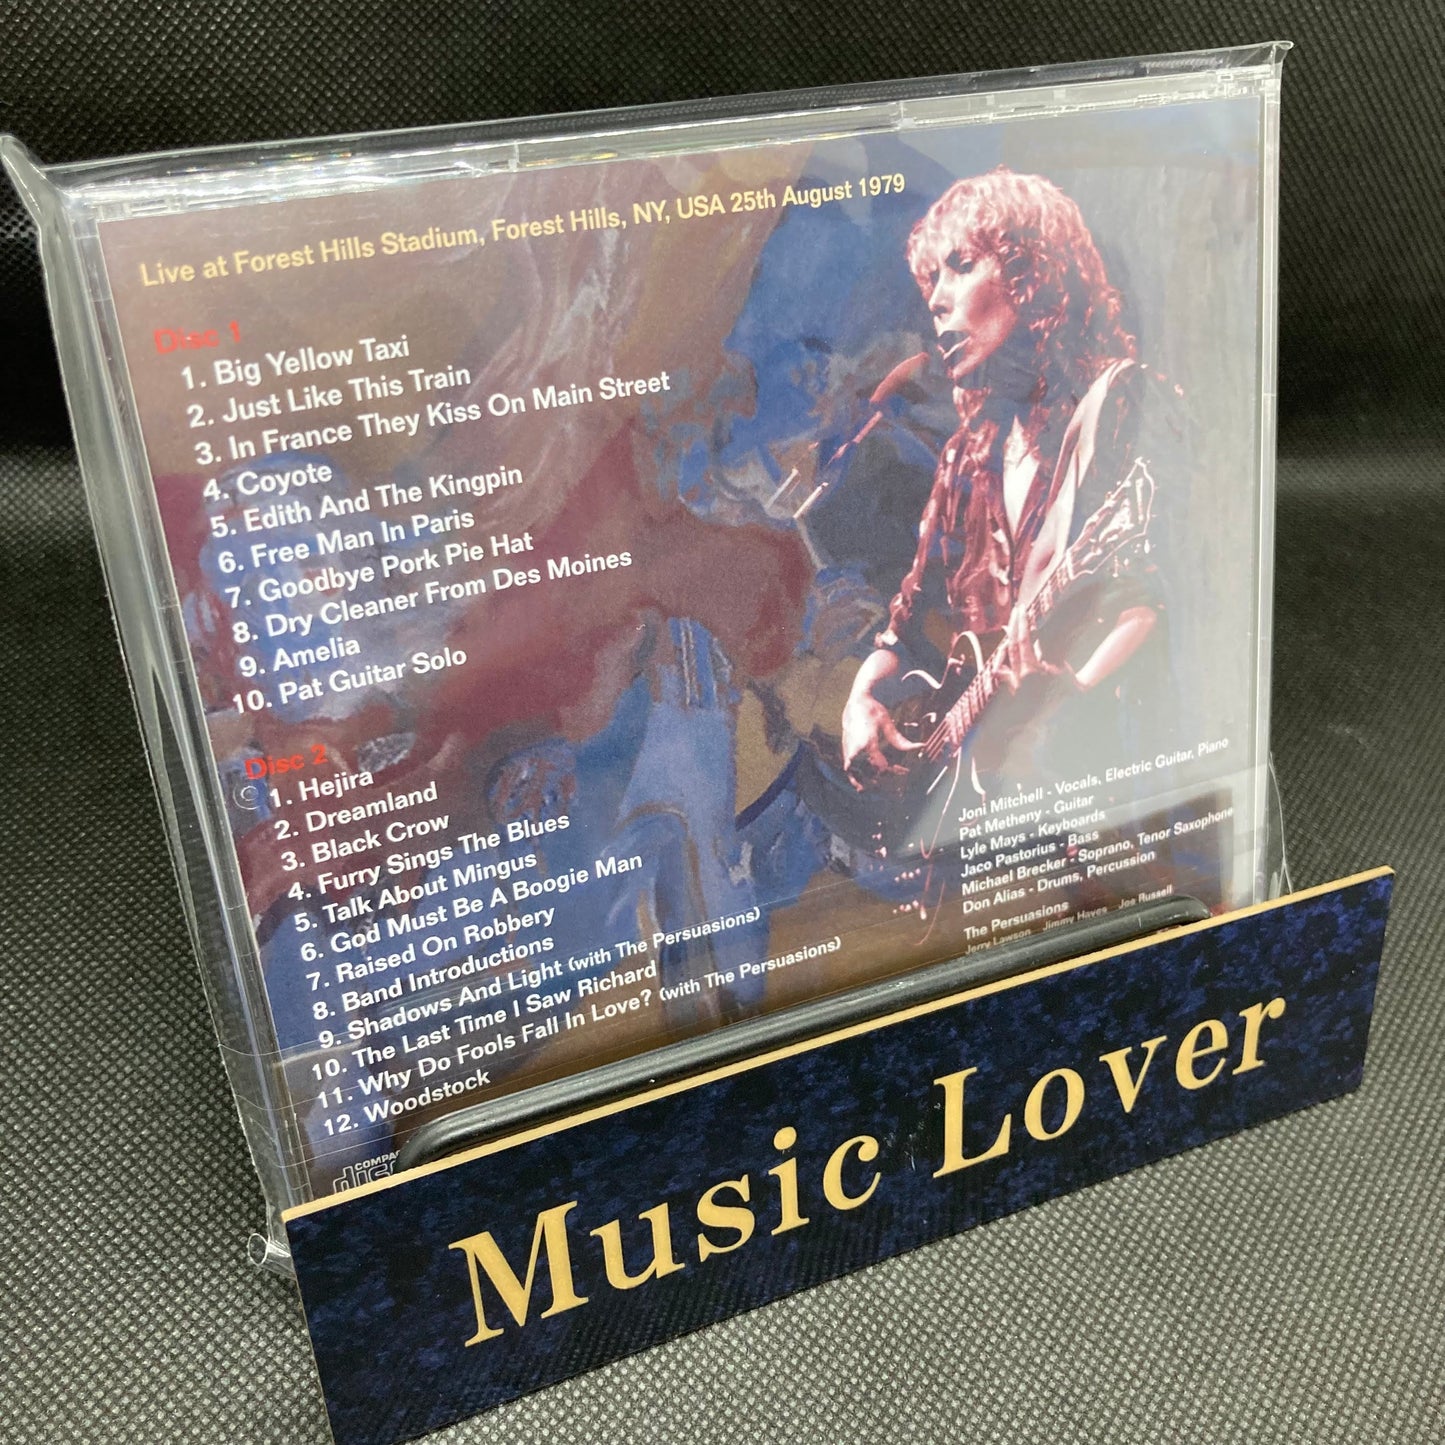 Live at Forest Hills Stadium, Forest Hills, NY, USA 25th August 1979
Disc 1
1. Big Yellow Taxi
2. Just Like This Train
3. In France They Kiss On Main Street
4. Coyote
5. Edith And The Kingpin
6. Free Man In Paris
7. Goodbye Pork Pie Hat
8. Dry Cleaner From Des Moines
9. Amelia
10. Pat Guitar Solo
Disc 2
1. Hejira
2. Dreamland
3. Black Crow
4. Furry Sings The Blues
5. Talk About Mingus
6. God Must Be A Boogie Man
7. Raised On Robbery
8. Band Introductions
9. Shadows And Light (with The Persuasions)
10. The Last Time I Saw Richard
11. Why Do Fools Fall In Love? (with The Persuasions)
12. Woodstock
Joni Mitchell - Vocals, Electric Guitar, Piano
Pat Metheny - Guitar
Lyle Mays - Keyboards
Jaco Pastorius - Bass
Michael Brecker - Soprano, Tenor Saxophone
Don Alias - Drums, Percussion
The Persuasions
Jerry Lawson Jimmy Hayes Joe Russell
Music Lover